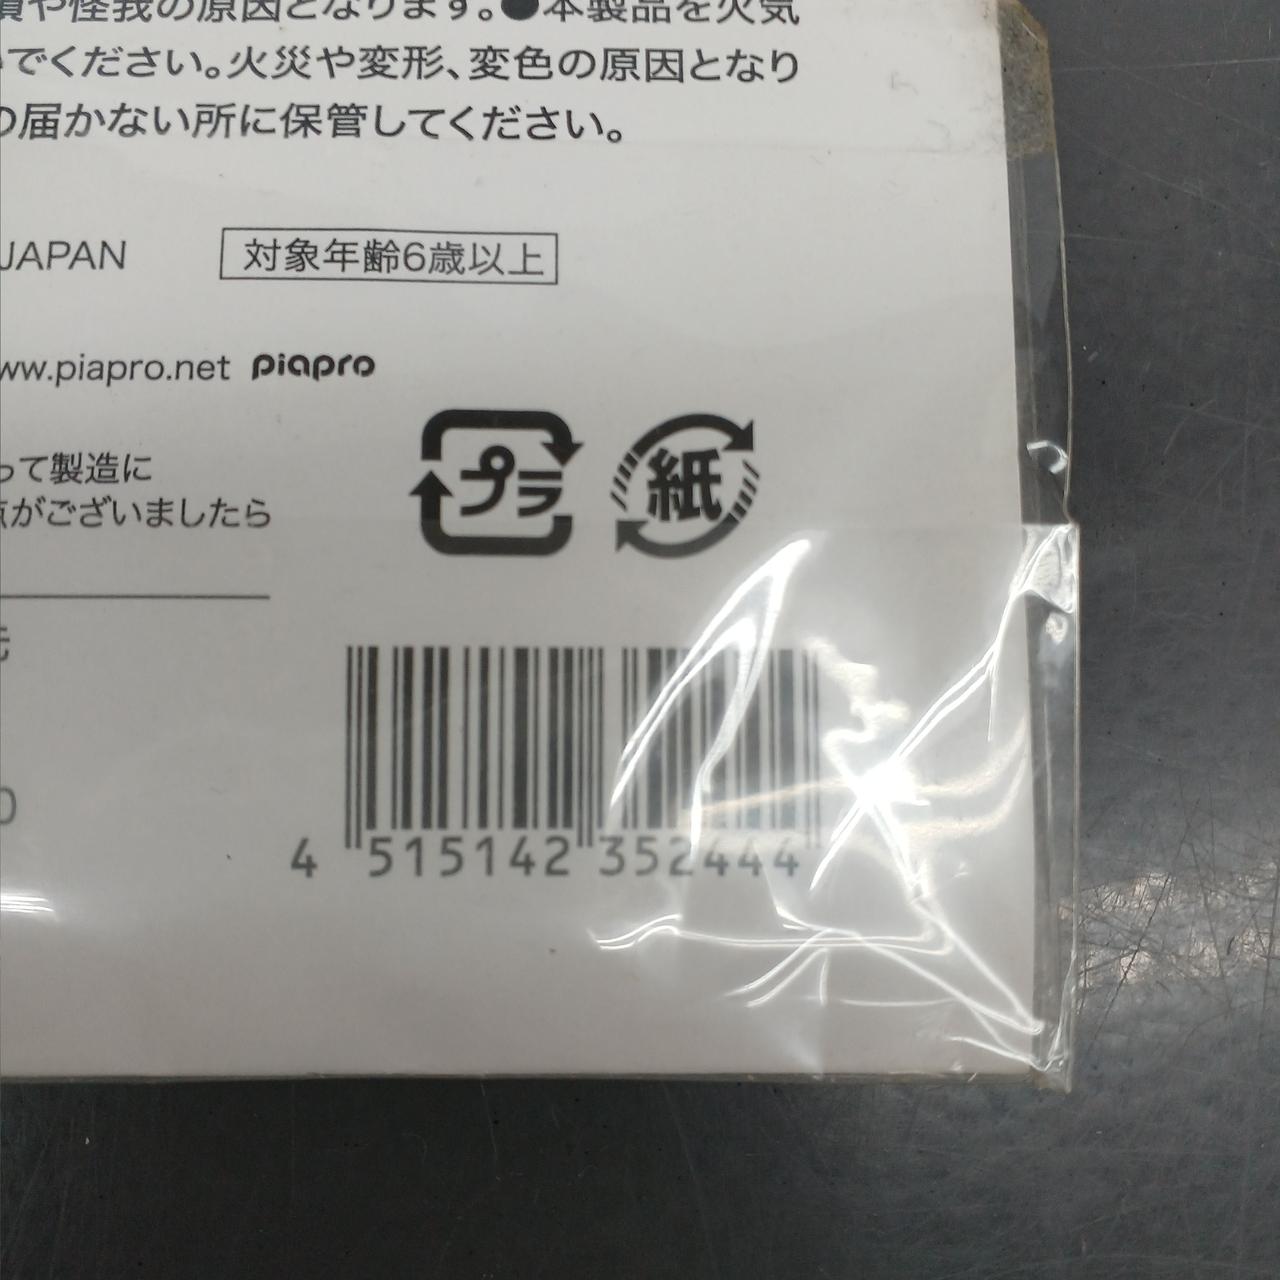 や怪我の原因となります。●本製品を火気
でください。火災や変形、変色の原因となり
の届かない所に保管してください。
JAPAN 対象年齢6歳以上
ww.piapro.net piapro
プラ 紙
って製造に
点がございましたら
先
0
4 515142 352444